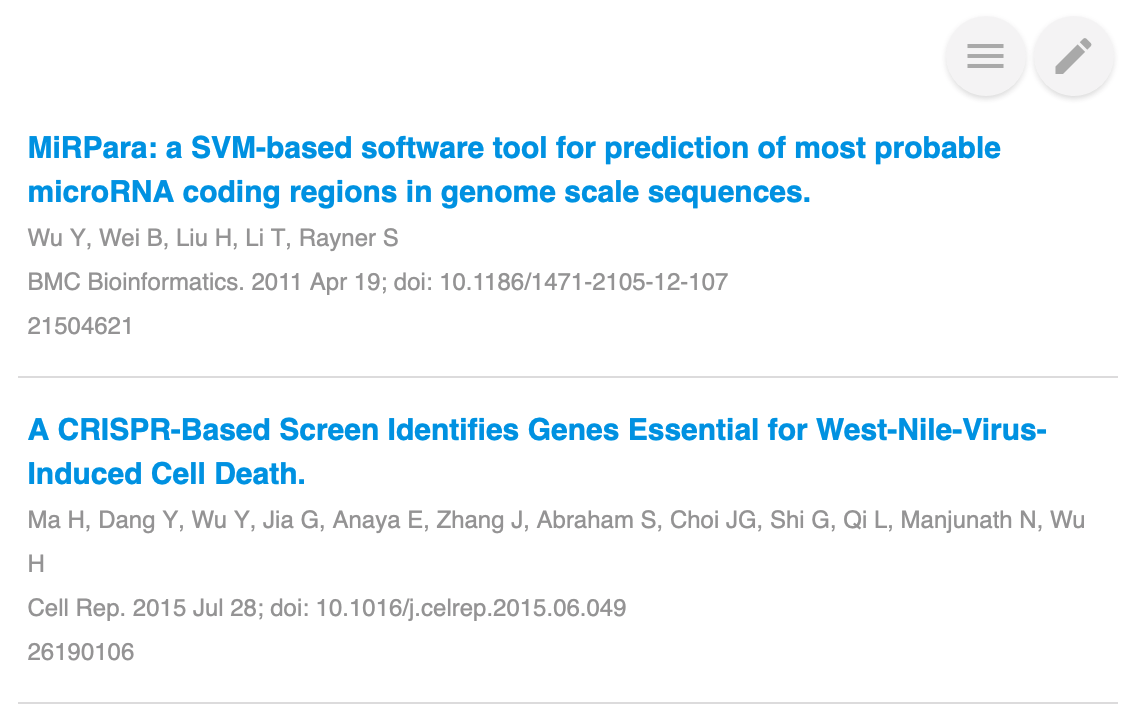 MiRPara: a SVM-based software tool for prediction of most probable
microRNA coding regions in genome scale sequences.
Wu Y, Wei B, Liu H, Li T, Rayner S
BMC Bioinformatics. 2011 Apr 19; doi: 10.1186/1471-2105-12-107
21504621
A CRISPR-Based Screen Identifies Genes Essential for West-Nile-Virus-
Induced Cell Death.
Ma H, Dang Y, Wu Y, Jia G, Anaya E, Zhang J, Abraham S, Choi JG, Shi G, Qi L, Manjunath N, Wu
H
Cell Rep. 2015 Jul 28; doi: 10.1016/j.celrep.2015.06.049
26190106